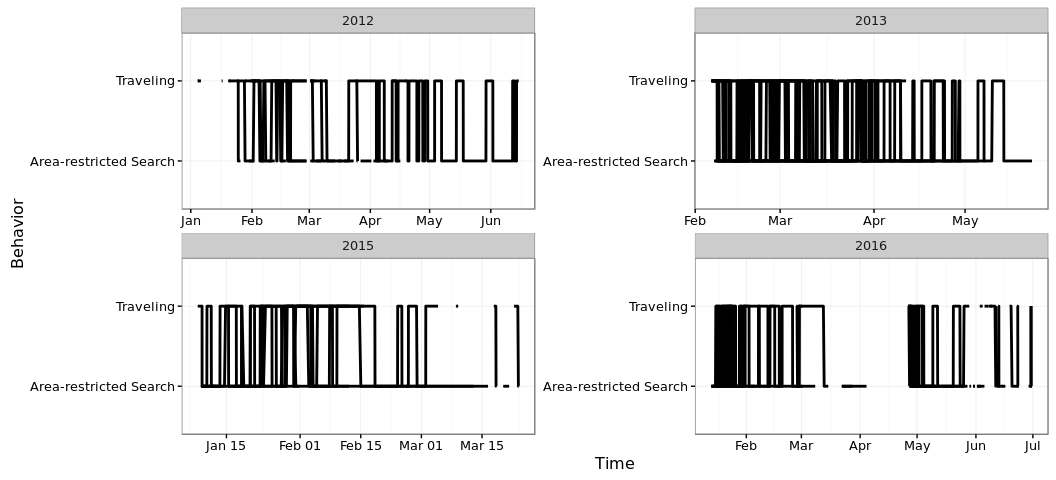 2012
2013
Traveling
Area-restricted Search
Traveling
Area-restricted Search
Jan Feb Mar Apr May Jun
Feb Mar Apr May
Behavior
2015
2016
Traveling
Area-restricted Search
Traveling
Area-restricted Search
Jan 15 Feb 01 Feb 15 Mar 01 Mar 15
Feb Mar Apr May Jun Jul
Time